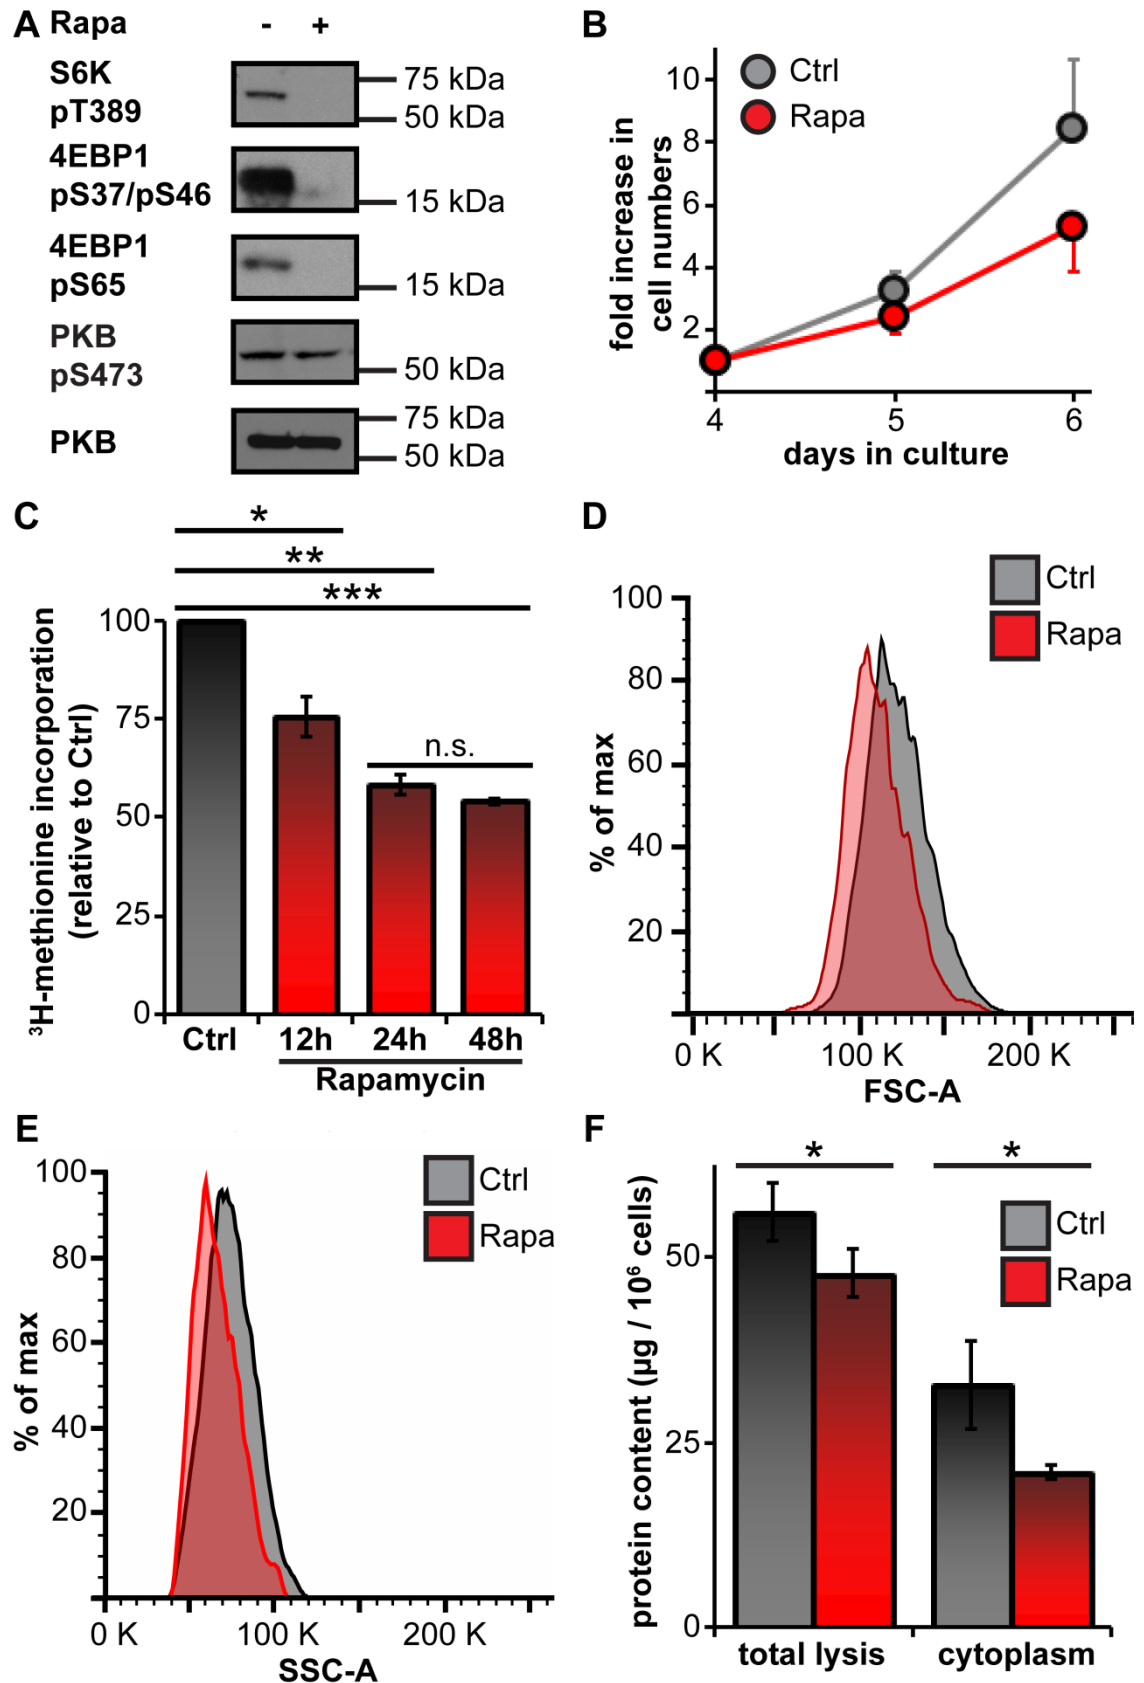 A Rapa - +
S6K
pT389
75 kDa
50 kDa
4EBP1
pS37/pS46
15 kDa
4EBP1
pS65
15 kDa
PKB
pS473
50 kDa
PKB
75 kDa
50 kDa
B
Ctrl
Rapa
fold increase in
cell numbers
10
8
6
4
2
4 5 6
days in culture
C
*
**
***
n.s.
³H-methionine incorporation
(relative to Ctrl)
100
75
50
25
0
Ctrl 12h 24h 48h
Rapamycin
D
Ctrl
Rapa
% of max
100
80
60
40
20
0 K 100 K 200 K
FSC-A
E
Ctrl
Rapa
% of max
100
80
60
40
20
0 K 100 K 200 K
SSC-A
F
* *
Ctrl
Rapa
protein content (µg / 10⁶ cells)
50
25
0
total lysis cytoplasm